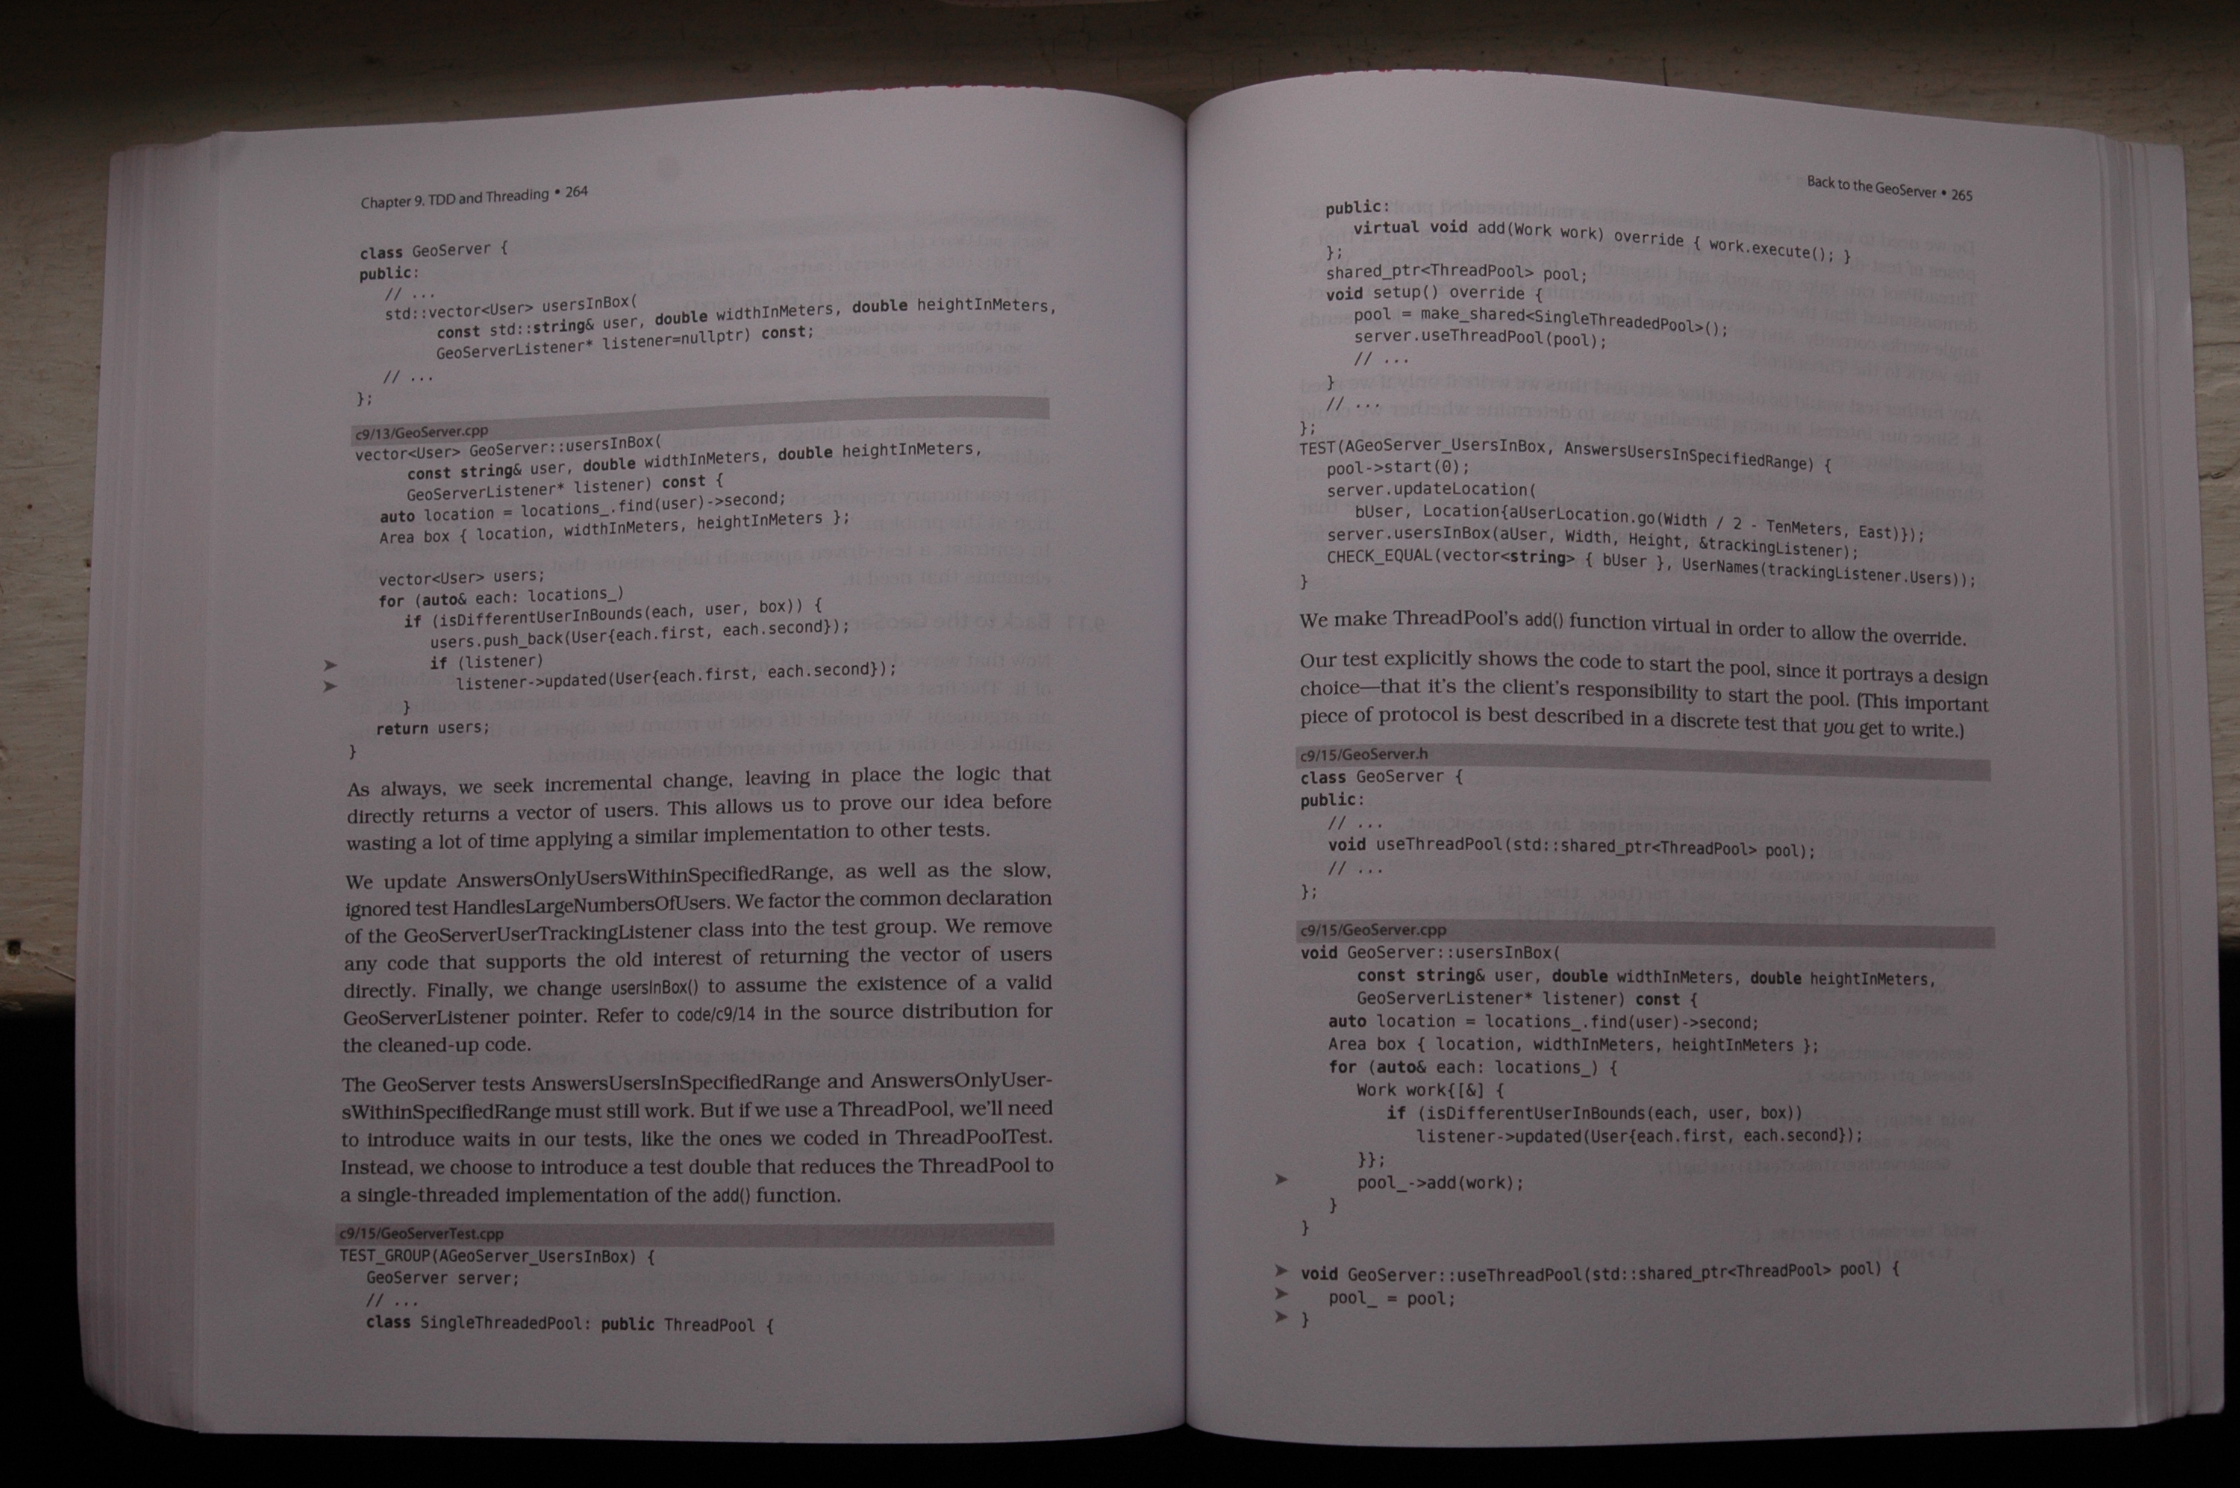 Chapter 9. TDD and Threading • 264
class GeoServer {
public:
// ...
std::vector<User> usersInBox(
const std::string& user, double widthInMeters, double heightInMeters,
GeoServerListener* listener=nullptr) const;
// ...
};
c9/13/GeoServer.cpp
vector<User> GeoServer::usersInBox(
const string& user, double widthInMeters, double heightInMeters,
GeoServerListener* listener) const {
auto location = locations_.find(user)->second;
Area box { location, widthInMeters, heightInMeters };
vector<User> users;
for (auto& each: locations_)
if (isDifferentUserInBounds(each, user, box)) {
users.push_back(User{each.first, each.second});
➤ if (listener)
➤ listener->updated(User{each.first, each.second});
}
return users;
}
As always, we seek incremental change, leaving in place the logic that
directly returns a vector of users. This allows us to prove our idea before
wasting a lot of time applying a similar implementation to other tests.
We update AnswersOnlyUsersWithinSpecifiedRange, as well as the slow,
ignored test HandlesLargeNumbersOfUsers. We factor the common declaration
of the GeoServerUserTrackingListener class into the test group. We remove
any code that supports the old interest of returning the vector of users
directly. Finally, we change usersInBox() to assume the existence of a valid
GeoServerListener pointer. Refer to code/c9/14 in the source distribution for
the cleaned-up code.
The GeoServer tests AnswersUsersInSpecifiedRange and AnswersOnlyUser-
sWithinSpecifiedRange must still work. But if we use a ThreadPool, we'll need
to introduce waits in our tests, like the ones we coded in ThreadPoolTest.
Instead, we choose to introduce a test double that reduces the ThreadPool to
a single-threaded implementation of the add() function.
c9/15/GeoServerTest.cpp
TEST_GROUP(AGeoServer_UsersInBox) {
GeoServer server;
// ...
class SingleThreadedPool: public ThreadPool {
Back to the GeoServer • 265
public:
virtual void add(Work work) override { work.execute(); }
};
shared_ptr<ThreadPool> pool;
void setup() override {
pool = make_shared<SingleThreadedPool>();
server.useThreadPool(pool);
// ...
}
// ...
};
TEST(AGeoServer_UsersInBox, AnswersUsersInSpecifiedRange) {
pool->start(0);
server.updateLocation(
bUser, Location{aUserLocation.go(Width / 2 - TenMeters, East)});
server.usersInBox(aUser, Width, Height, &trackingListener);
CHECK_EQUAL(vector<string> { bUser }, UserNames(trackingListener.Users));
}
We make ThreadPool's add() function virtual in order to allow the override.
Our test explicitly shows the code to start the pool, since it portrays a design
choice—that it's the client's responsibility to start the pool. (This important
piece of protocol is best described in a discrete test that you get to write.)
c9/15/GeoServer.h
class GeoServer {
public:
// ...
void useThreadPool(std::shared_ptr<ThreadPool> pool);
// ...
};
c9/15/GeoServer.cpp
void GeoServer::usersInBox(
const string& user, double widthInMeters, double heightInMeters,
GeoServerListener* listener) const {
auto location = locations_.find(user)->second;
Area box { location, widthInMeters, heightInMeters };
for (auto& each: locations_) {
Work work{[&] {
if (isDifferentUserInBounds(each, user, box))
listener->updated(User{each.first, each.second});
}};
➤ pool_->add(work);
}
}
➤ void GeoServer::useThreadPool(std::shared_ptr<ThreadPool> pool) {
➤ pool_ = pool;
➤ }